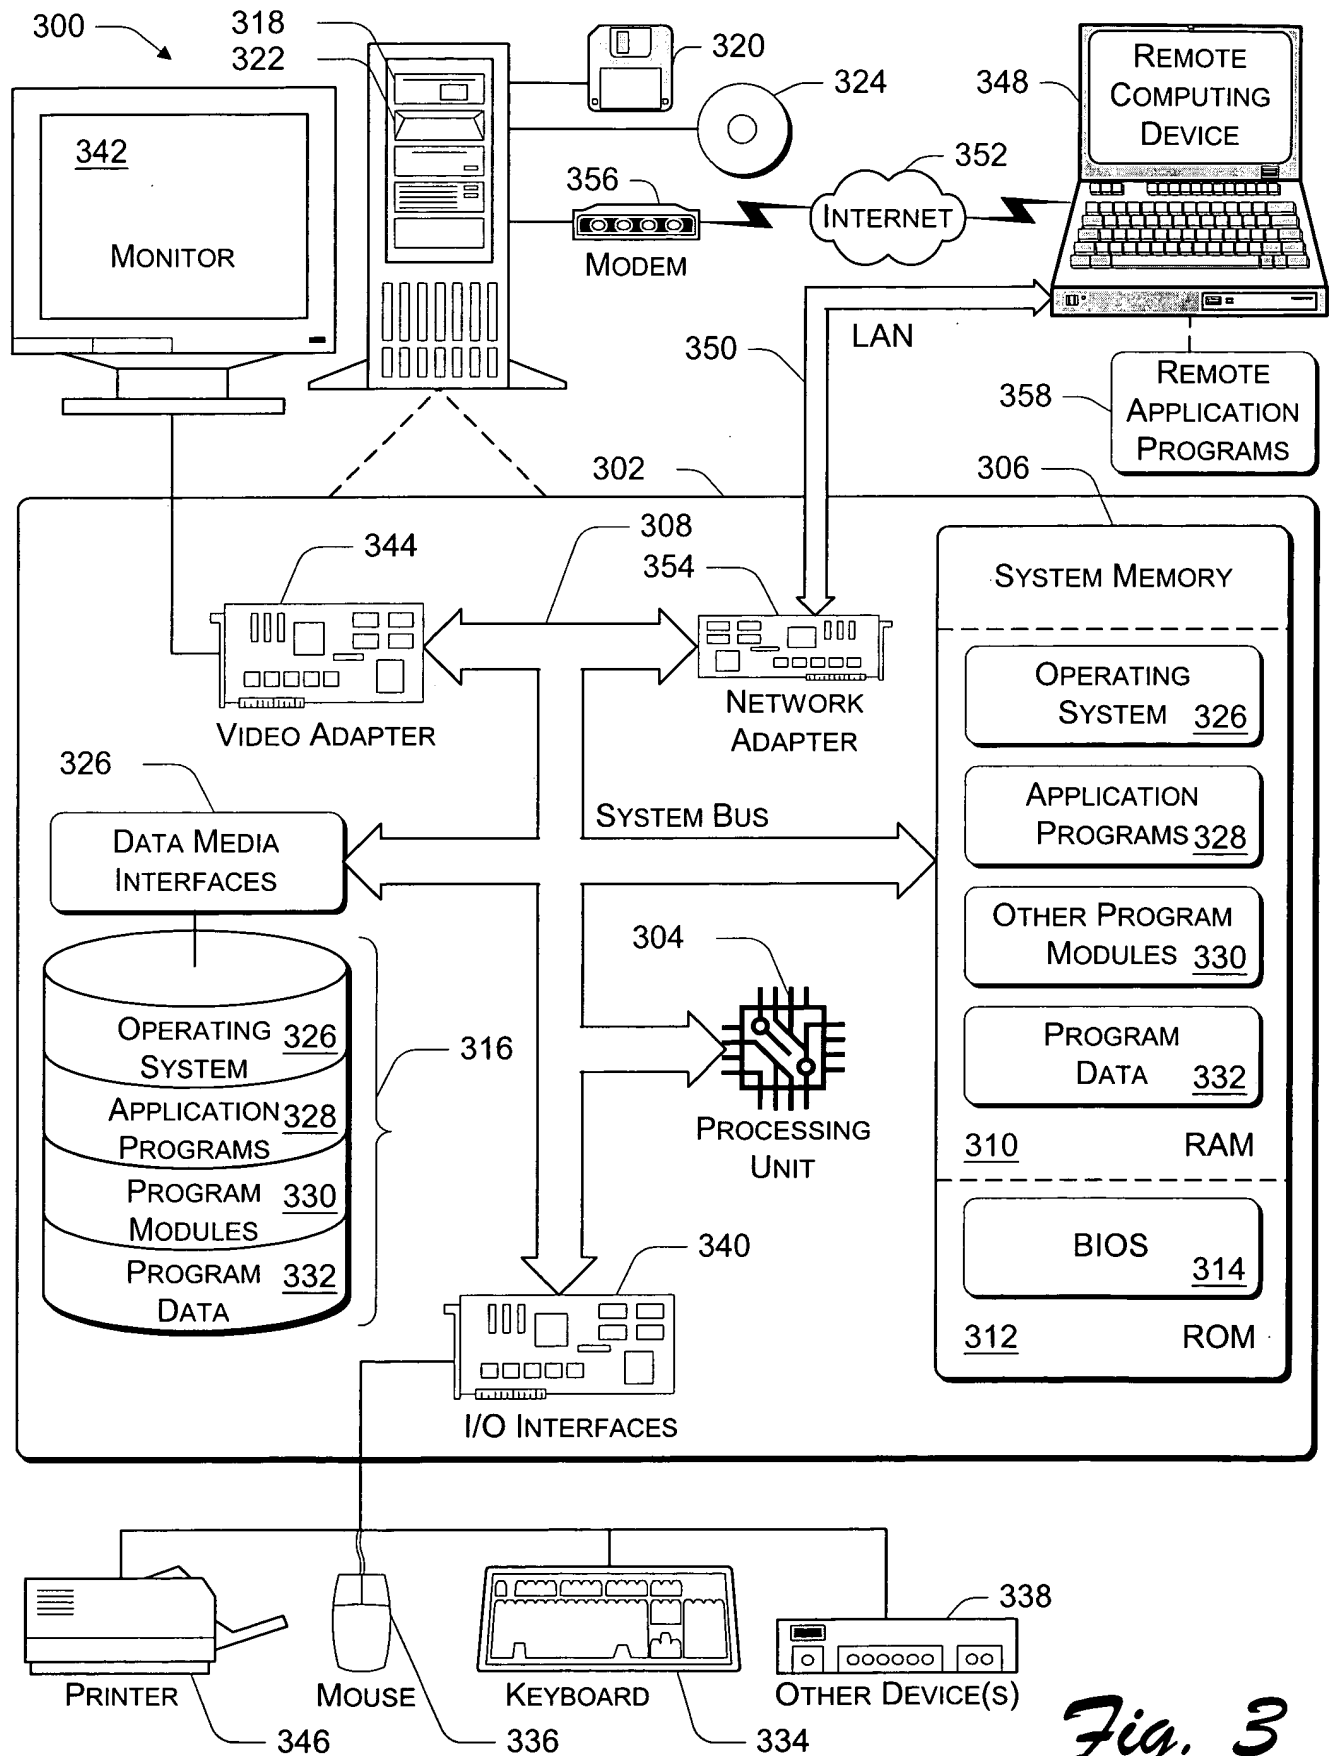 300
318
322
320
324
348
REMOTE
COMPUTING
DEVICE
342
MONITOR
356
MODEM
352
INTERNET
LAN
350
358
REMOTE
APPLICATION
PROGRAMS
302
306
344
308
354
VIDEO ADAPTER
NETWORK
ADAPTER
SYSTEM MEMORY
OPERATING
SYSTEM 326
APPLICATION
PROGRAMS 328
OTHER PROGRAM
MODULES 330
PROGRAM
DATA 332
310 RAM
BIOS
314
312 ROM
326
DATA MEDIA
INTERFACES
SYSTEM BUS
304
PROCESSING
UNIT
OPERATING 326
SYSTEM
APPLICATION 328
PROGRAMS
PROGRAM 330
MODULES
PROGRAM 332
DATA
316
340
I/O INTERFACES
PRINTER
346
MOUSE
336
KEYBOARD
334
338
OTHER DEVICE(S)
Fig. 3